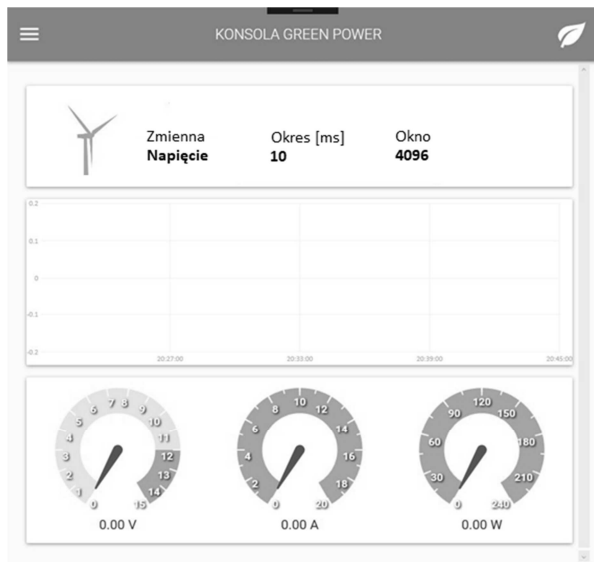 KONSOLA GREEN POWER
Zmienna Okres [ms] Okno
Napięcie 10 4096
0.2
0.1
0
-0.1
-0.2
20:27:00 20:33:00 20:39:00 20:45:00
0 1 2 3 4 5 6 7 8 9 10 11 12 13 14 15
0 2 4 6 8 10 12 14 16 18 20
0 30 60 90 120 150 180 210 240
0.00 V 0.00 A 0.00 W